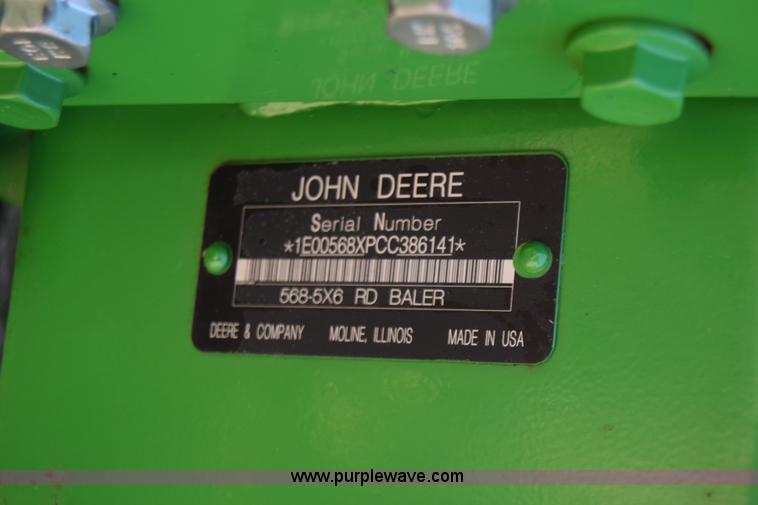 JOHN DEERE
JOHN DEERE
Serial Number
*1E00568XPCC386141*
568-5X6 RD BALER
DEERE & COMPANY MOLINE, ILLINOIS MADE IN USA
www.purplewave.com